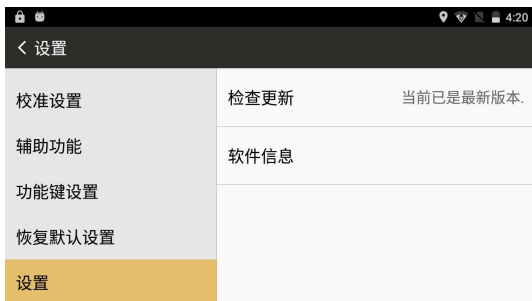 4:20
设置
校准设置
辅助功能
功能键设置
恢复默认设置
设置
检查更新 当前已是最新版本.
软件信息